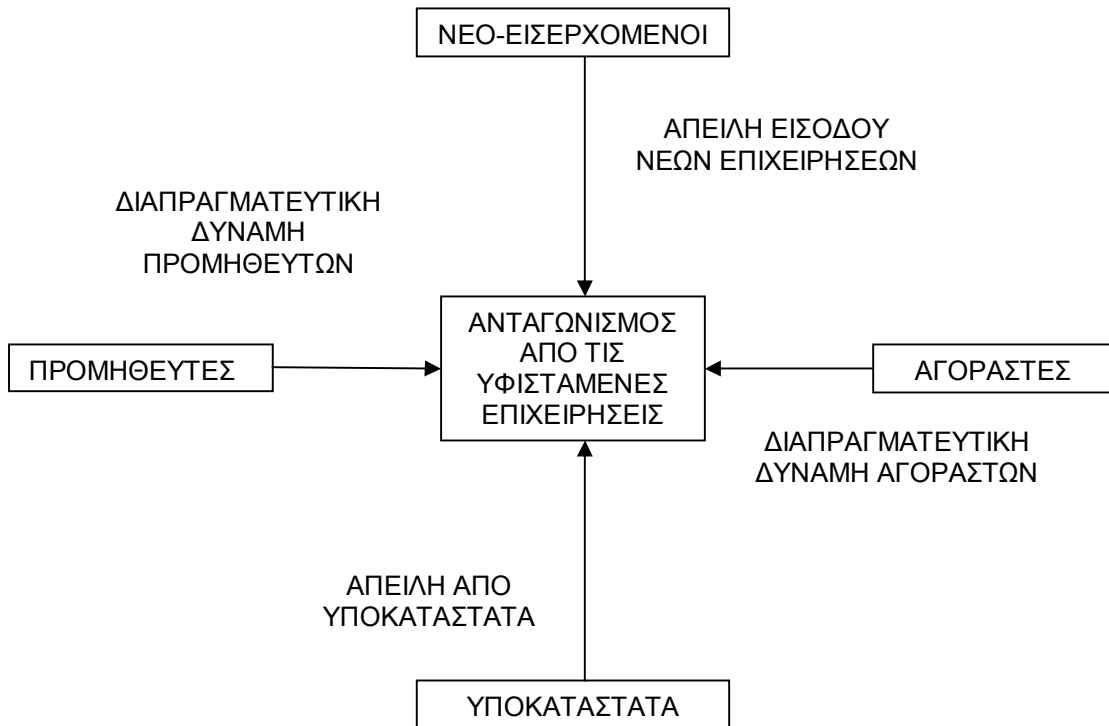 ΝΕΟ-ΕΙΣΕΡΧΟΜΕΝΟΙ
ΑΠΕΙΛΗ ΕΙΣΟΔΟΥ
ΝΕΩΝ ΕΠΙΧΕΙΡΗΣΕΩΝ
ΔΙΑΠΡΑΓΜΑΤΕΥΤΙΚΗ
ΔΥΝΑΜΗ
ΠΡΟΜΗΘΕΥΤΩΝ
ΠΡΟΜΗΘΕΥΤΕΣ
ΑΝΤΑΓΩΝΙΣΜΟΣ
ΑΠΟ ΤΙΣ
ΥΦΙΣΤΑΜΕΝΕΣ
ΕΠΙΧΕΙΡΗΣΕΙΣ
ΑΓΟΡΑΣΤΕΣ
ΔΙΑΠΡΑΓΜΑΤΕΥΤΙΚΗ
ΔΥΝΑΜΗ ΑΓΟΡΑΣΤΩΝ
ΑΠΕΙΛΗ ΑΠΟ
ΥΠΟΚΑΤΑΣΤΑΤΑ
ΥΠΟΚΑΤΑΣΤΑΤΑ